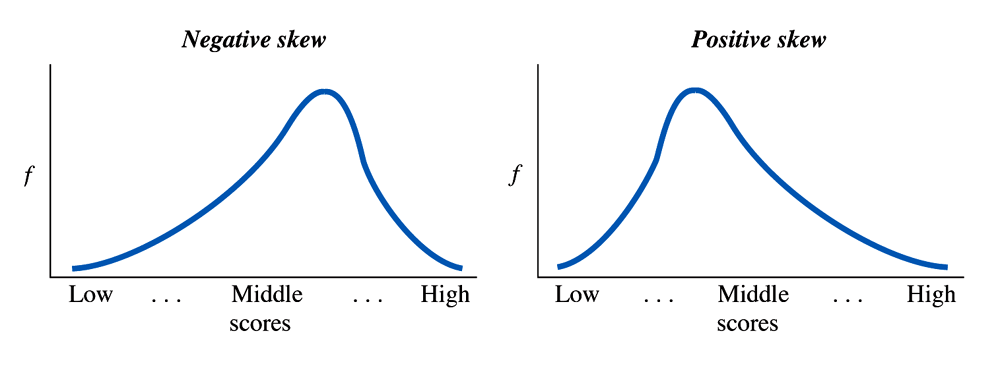 Negative skew
f
Low . . . Middle . . . High
scores
Positive skew
f
Low . . . Middle . . . High
scores